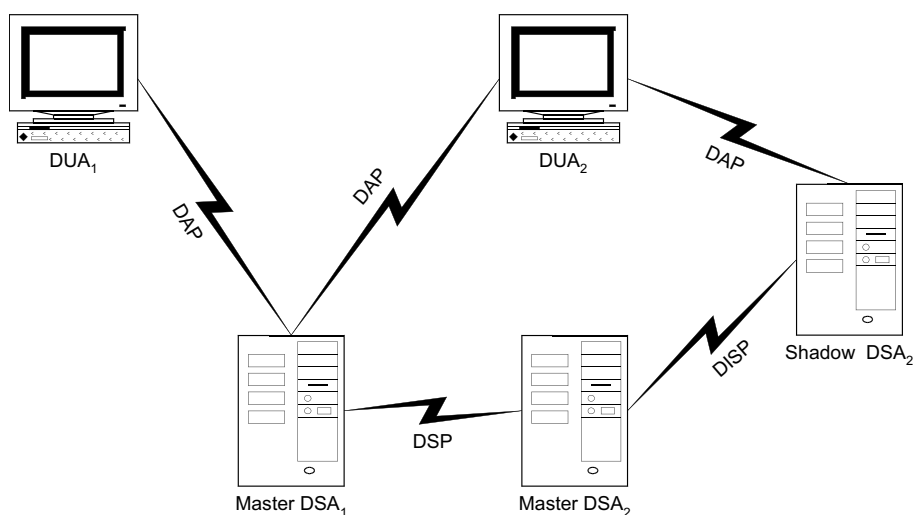 DUA₁
DUA₂
DAP
DAP
DAP
Shadow DSA₂
DISP
DSP
Master DSA₁
Master DSA₂